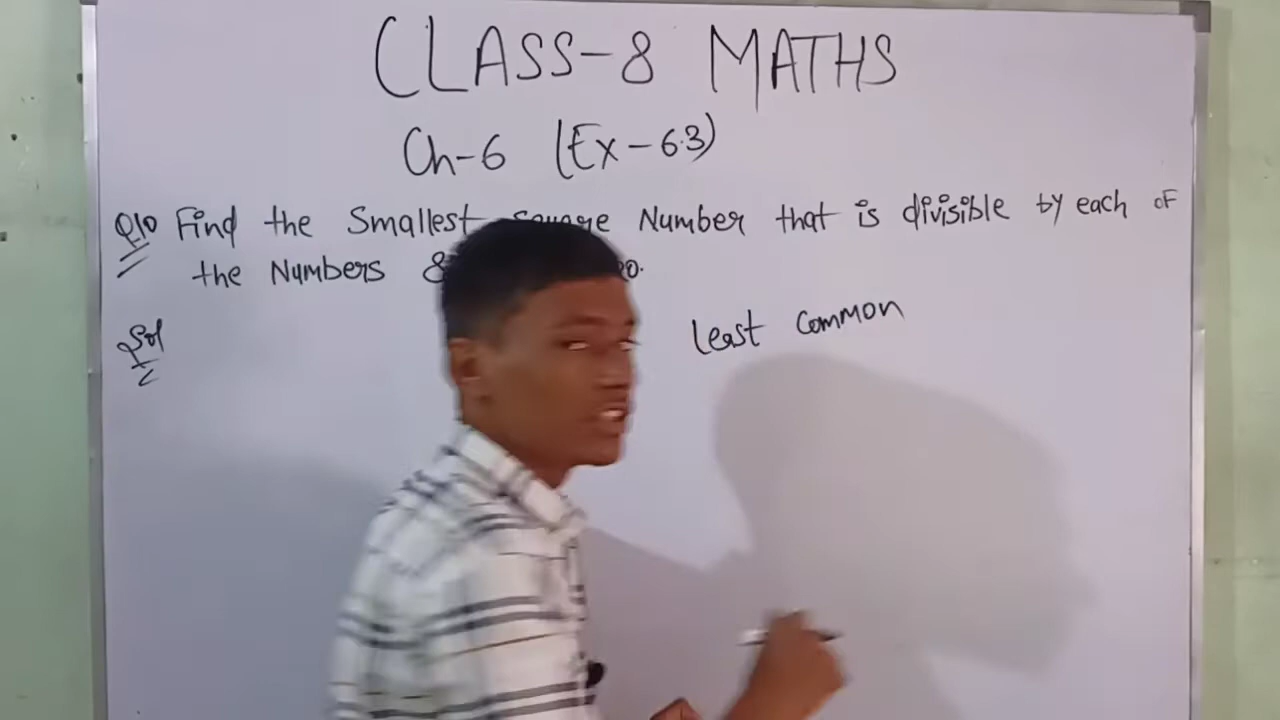 CLASS-8 MATHS
Ch-6 (Ex-6.3)
Q10 Find the Smallest square Number that is divisible by each of
the Numbers 8
Sol
least common